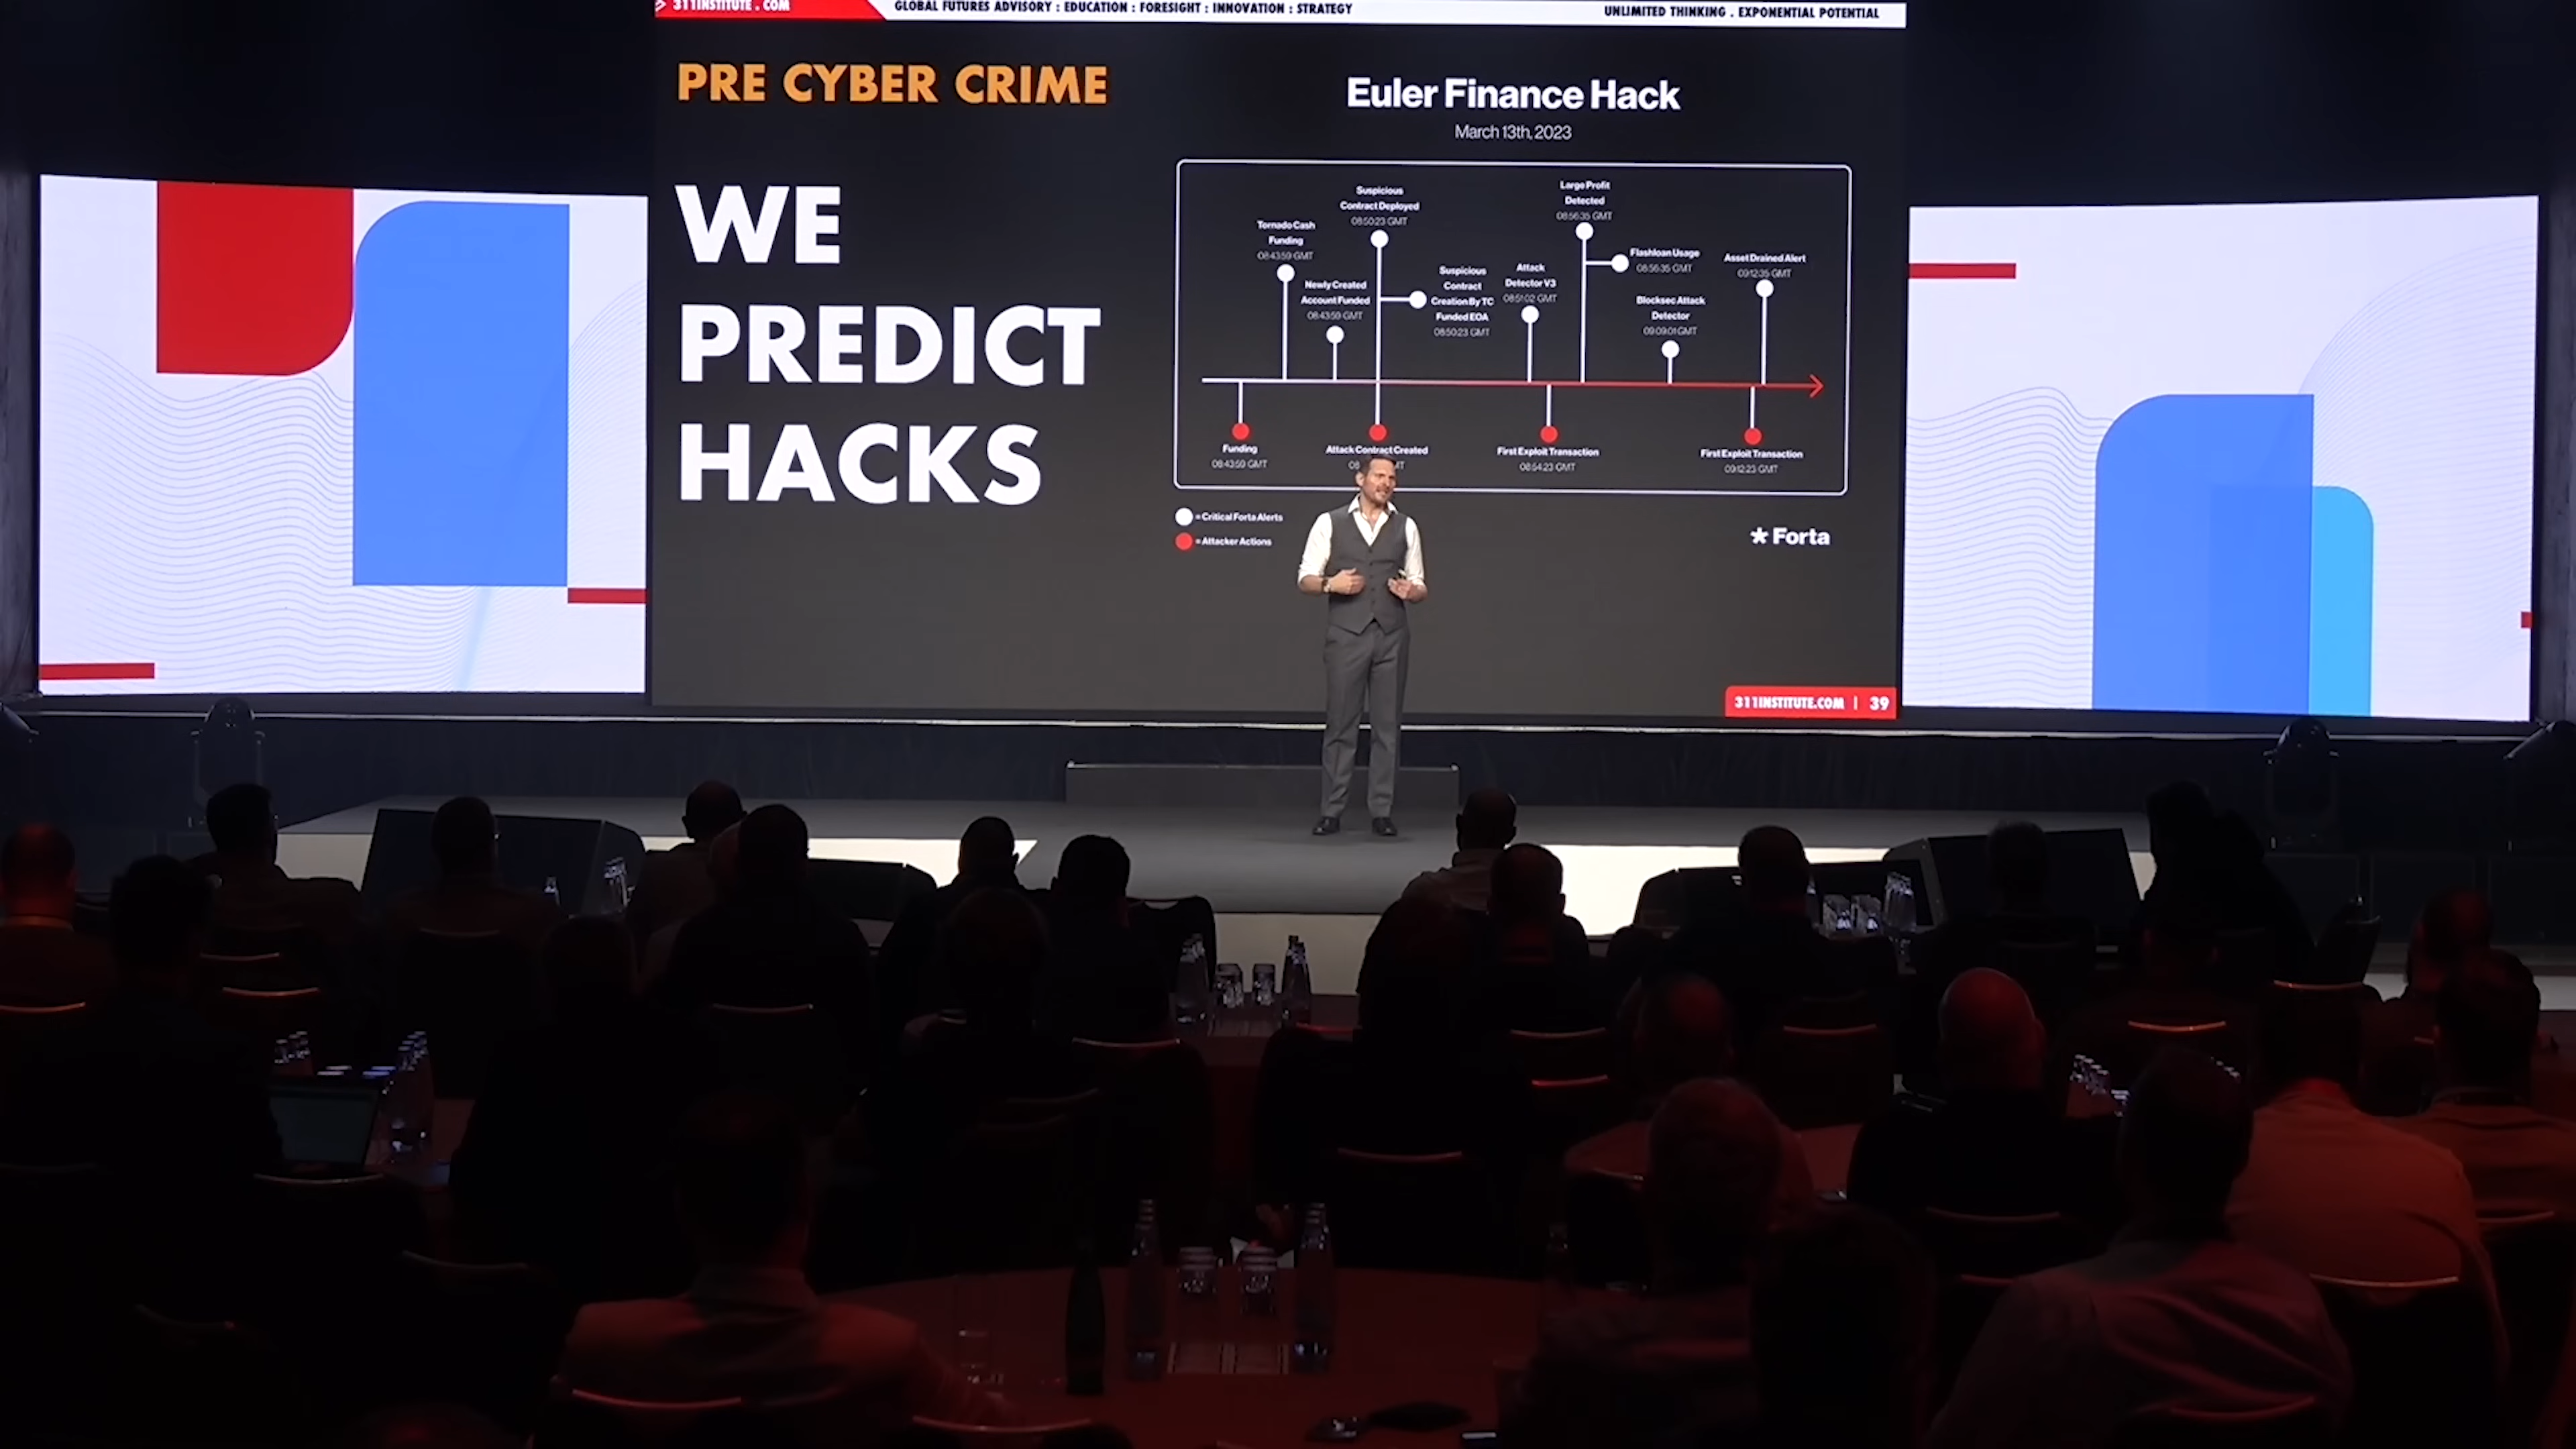 311INSTITUTE . COM
GLOBAL FUTURES ADVISORY : EDUCATION : FORESIGHT : INNOVATION : STRATEGY
UNLIMITED THINKING . EXPONENTIAL POTENTIAL
PRE CYBER CRIME
WE
PREDICT
HACKS
Euler Finance Hack
March 13th, 2023
Tornado Cash
Funding
08:43:59 GMT
Newly Created
Account Funded
08:43:59 GMT
Suspicious
Contract Deployed
08:50:23 GMT
Suspicious
Contract
Creation By TC
Funded EOA
08:50:23 GMT
Attack
Detector V3
08:51:02 GMT
Large Profit
Detected
08:56:35 GMT
Flashloan Usage
08:56:35 GMT
Blocksec Attack
Detector
09:09:01 GMT
Asset Drained Alert
09:12:35 GMT
Funding
08:43:59 GMT
Attack Contract Created
First Exploit Transaction
08:54:23 GMT
First Exploit Transaction
09:12:23 GMT
= Critical Forta Alerts
= Attacker Actions
Forta
311INSTITUTE.COM | 39